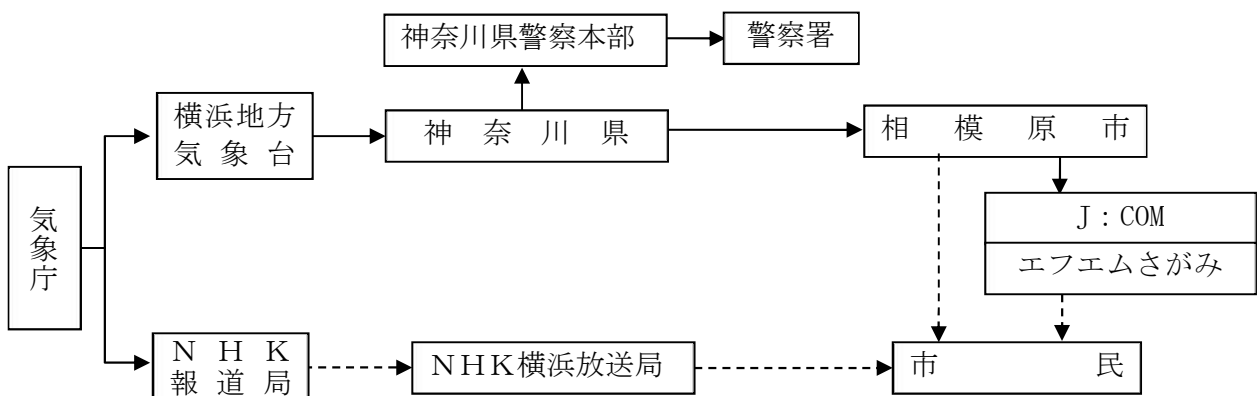 神奈川県警察本部
警察署
横浜地方
気象台
神奈川県
相模原市
気象庁
J：COM
エフエムさがみ
ＮＨＫ
報道局
ＮＨＫ横浜放送局
市民